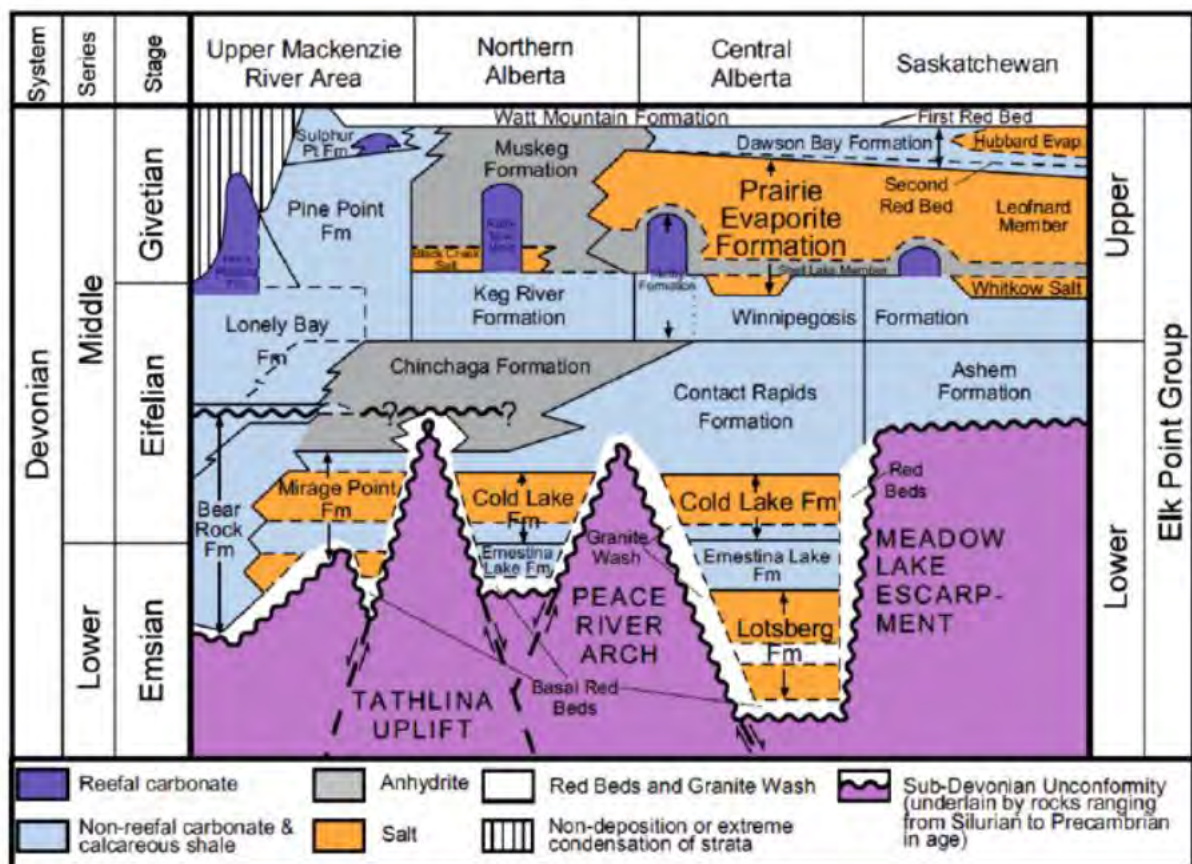 System
Series
Stage
Upper Mackenzie
River Area
Northern
Alberta
Central
Alberta
Saskatchewan
Devonian
Middle
Lower
Givetian
Eifelian
Emsian
Upper
Lower
Elk Point Group
Watt Mountain Formation
First Red Bed
Sulphur
Pt Fm
Muskeg
Formation
Dawson Bay Formation
Hubbard Evap.
Pine Point
Fm
Prairie
Evaporite
Formation
Second
Red Bed
Leofnard
Member
Black Creek
Salt
Shell Lake Member
Whitkow Salt
Formation
Keg River
Formation
Winnipegosis Formation
Lonely Bay
Fm
Chinchaga Formation
Contact Rapids
Formation
Ashern
Formation
? ?
Bear
Rock
Fm
Mirage Point
Fm
Cold Lake
Fm
Cold Lake Fm
Red
Beds
Granite
Wash
Ernestina
Lake Fm
Ernestina
Lake Fm
MEADOW
LAKE
ESCARP-
MENT
PEACE
RIVER
ARCH
Lotsberg
Fm
TATHLINA
UPLIFT
Basal Red
Beds
Reefal carbonate
Anhydrite
Red Beds and Granite Wash
Sub-Devonian Unconformity
(underlain by rocks ranging
from Silurian to Precambrian
in age)
Non-reefal carbonate &
calcareous shale
Salt
Non-deposition or extreme
condensation of strata